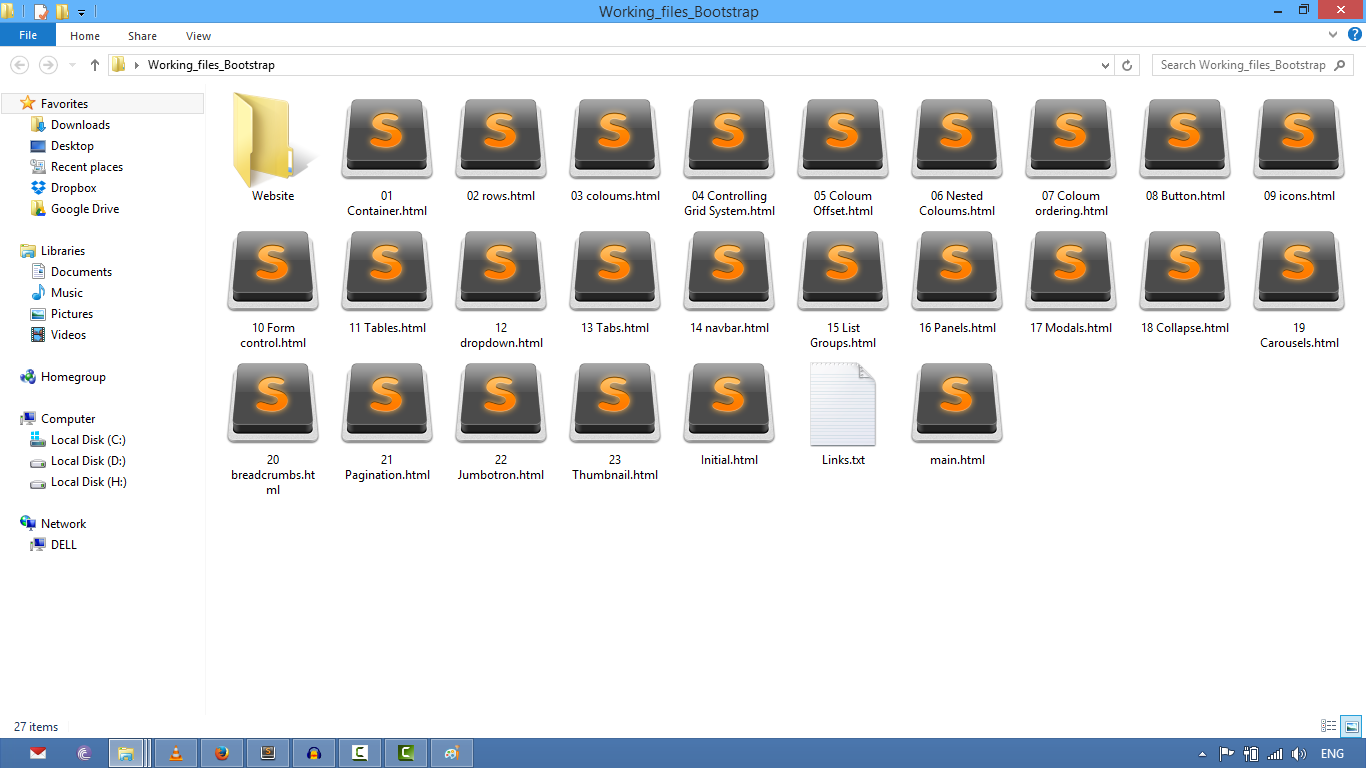 Working_files_Bootstrap
File Home Share View
Working_files_Bootstrap
Search Working_files_Bootstrap
Favorites
Downloads
Desktop
Recent places
Dropbox
Google Drive
Libraries
Documents
Music
Pictures
Videos
Homegroup
Computer
Local Disk (C:)
Local Disk (D:)
Local Disk (H:)
Network
DELL
Website
01
Container.html
02 rows.html
03 coloums.html
04 Controlling
Grid System.html
05 Coloum
Offset.html
06 Nested
Coloums.html
07 Coloum
ordering.html
08 Button.html
09 icons.html
10 Form
control.html
11 Tables.html
12
dropdown.html
13 Tabs.html
14 navbar.html
15 List
Groups.html
16 Panels.html
17 Modals.html
18 Collapse.html
19
Carousels.html
20
breadcrumbs.ht
ml
21
Pagination.html
22
Jumbotron.html
23
Thumbnail.html
Initial.html
Links.txt
main.html
27 items
ENG